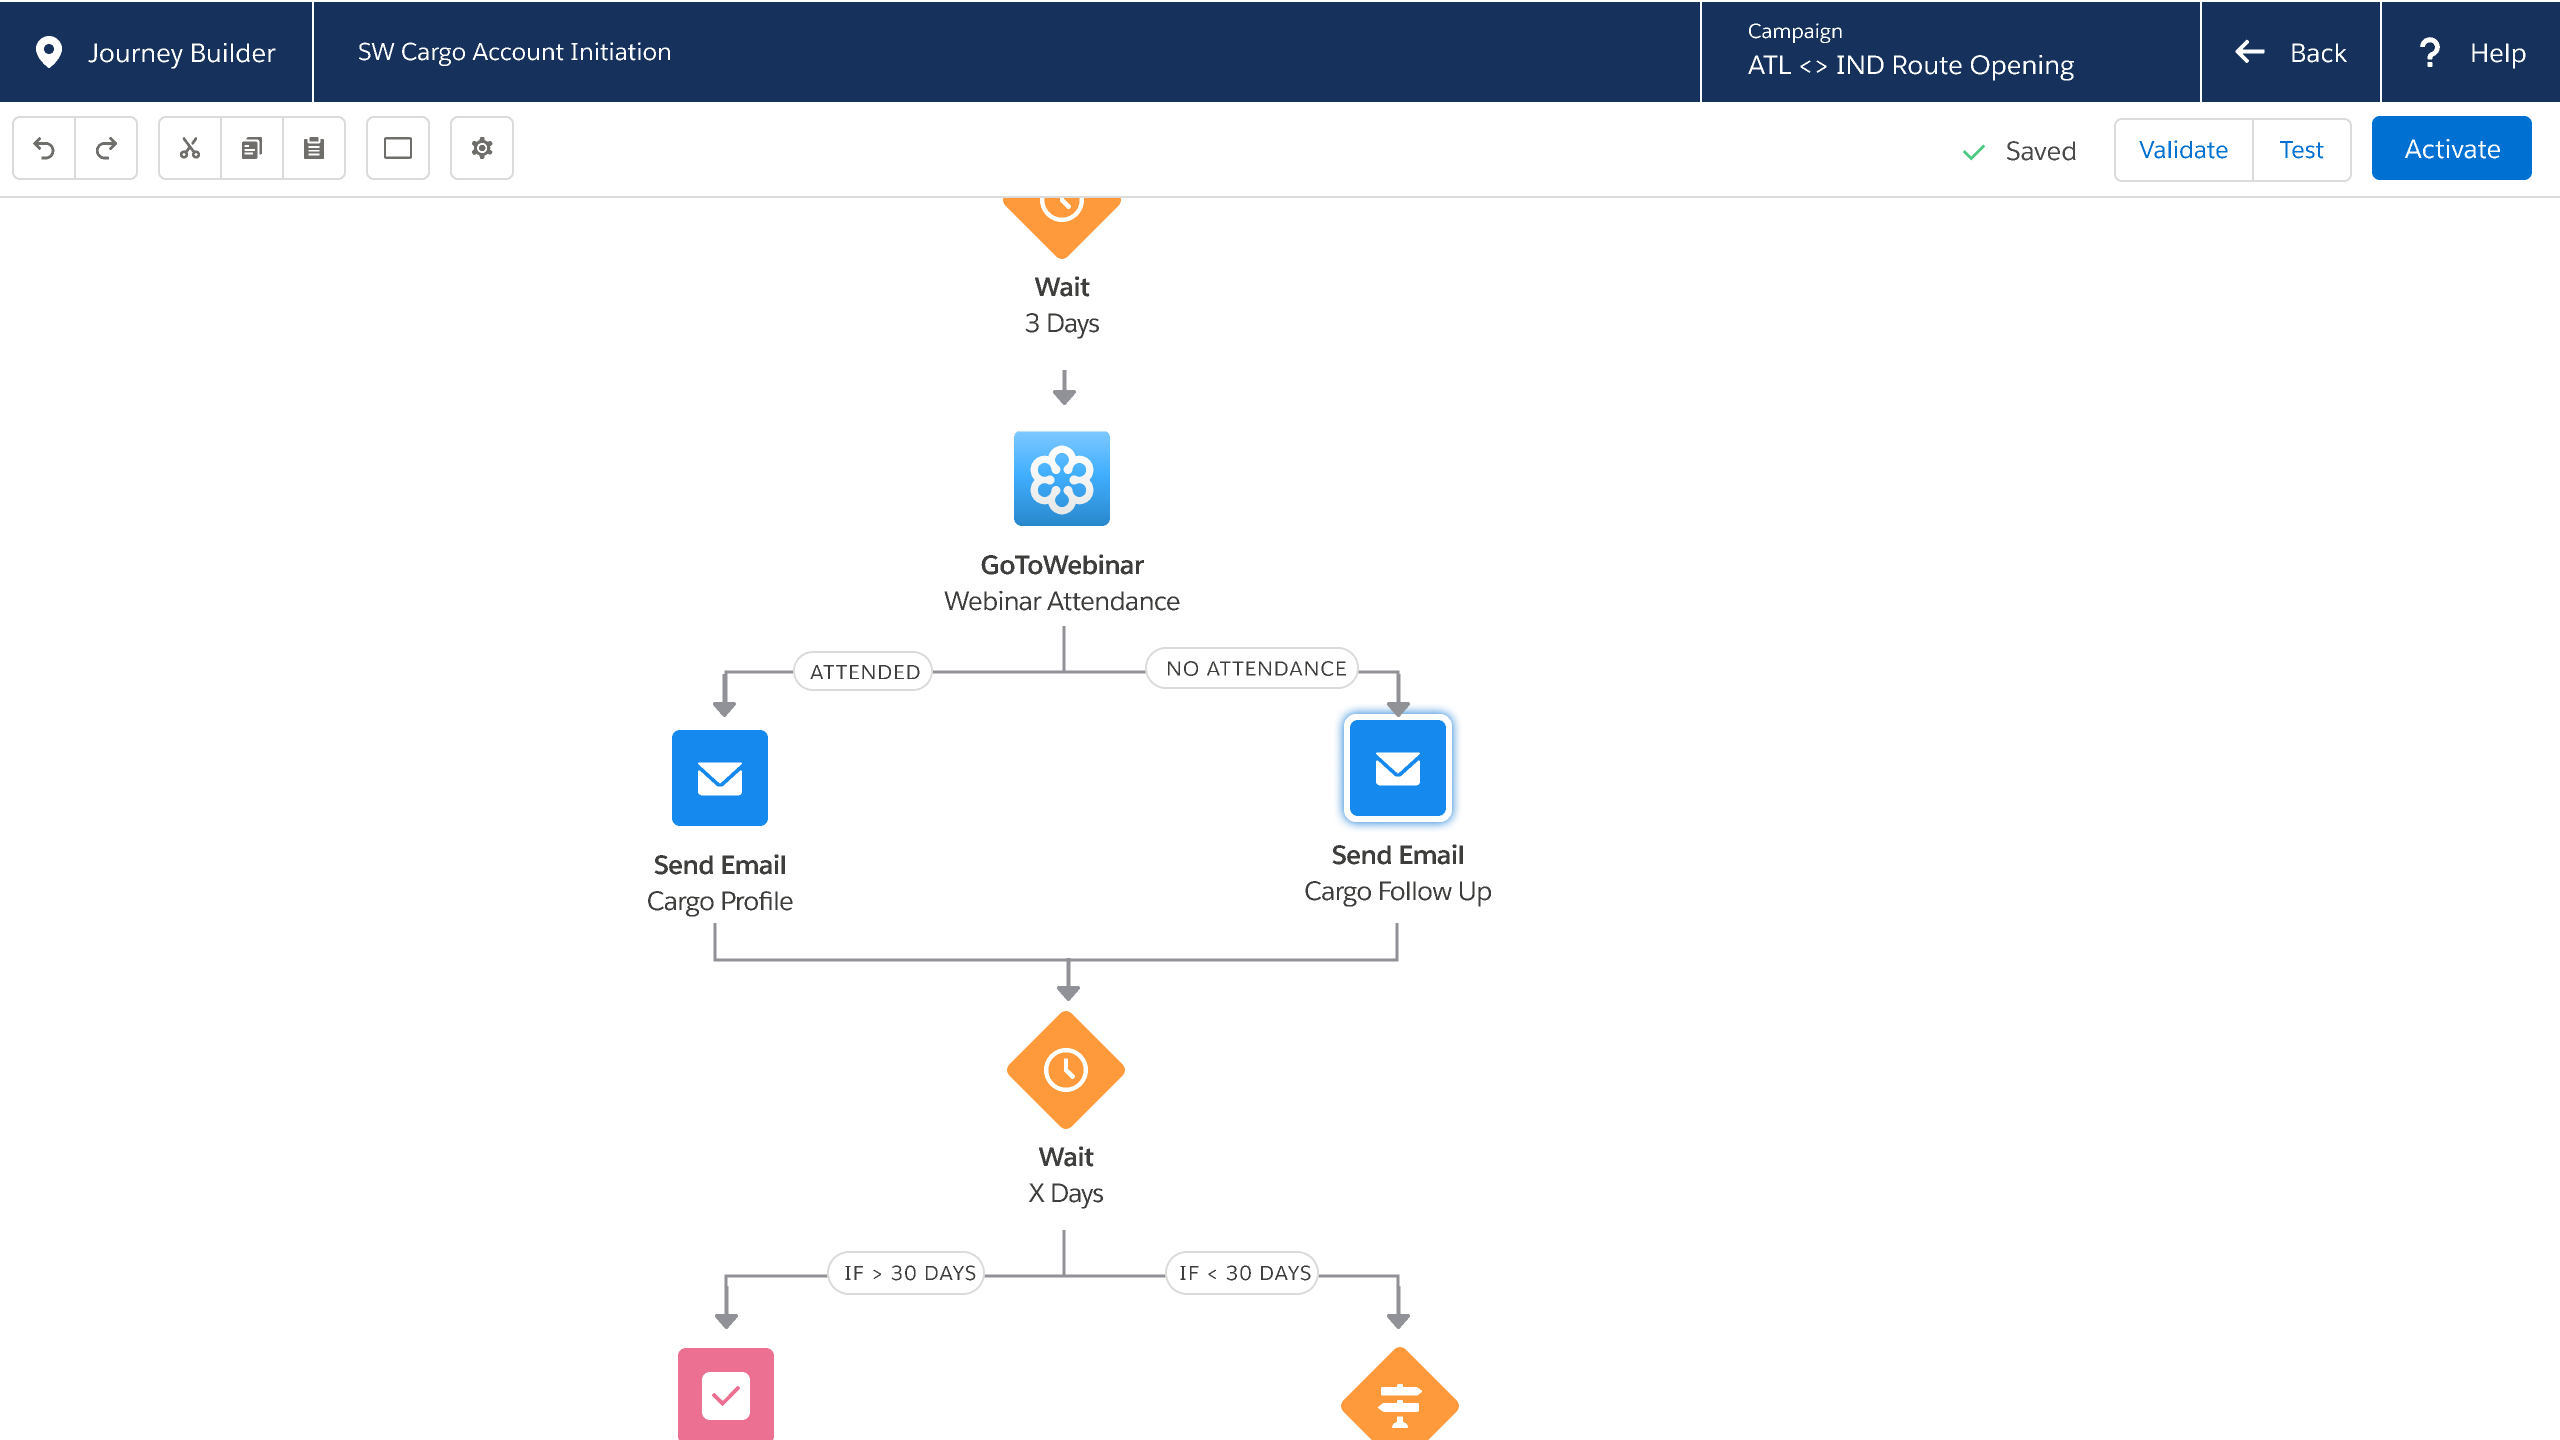 Journey Builder
SW Cargo Account Initiation
Campaign
ATL <> IND Route Opening
Back
Help
Saved
Validate
Test
Activate
Wait
3 Days
GoToWebinar
Webinar Attendance
ATTENDED
NO ATTENDANCE
Send Email
Cargo Profile
Send Email
Cargo Follow Up
Wait
X Days
IF > 30 DAYS
IF < 30 DAYS